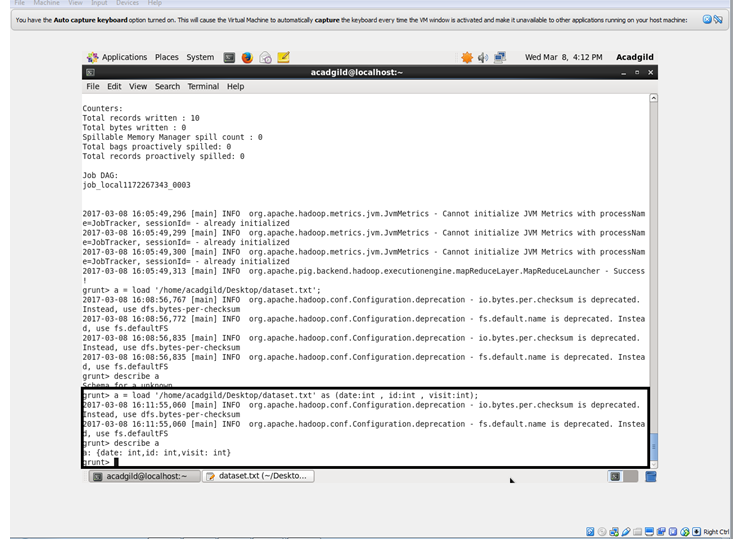 File Machine View Input Devices Help
You have the Auto capture keyboard option turned on. This will cause the Virtual Machine to automatically capture the keyboard every time the VM window is activated and make it unavailable to other applications running on your host machine:
Applications Places System Wed Mar 8, 4:12 PM Acadgild
acadgild@localhost:~
File Edit View Search Terminal Help
Counters:
Total records written : 10
Total bytes written : 0
Spillable Memory Manager spill count : 0
Total bags proactively spilled: 0
Total records proactively spilled: 0
Job DAG:
job_local1172267343_0003
2017-03-08 16:05:49,296 [main] INFO  org.apache.hadoop.metrics.jvm.JvmMetrics - Cannot initialize JVM Metrics with processNam
e=JobTracker, sessionId= - already initialized
2017-03-08 16:05:49,299 [main] INFO  org.apache.hadoop.metrics.jvm.JvmMetrics - Cannot initialize JVM Metrics with processNam
e=JobTracker, sessionId= - already initialized
2017-03-08 16:05:49,300 [main] INFO  org.apache.hadoop.metrics.jvm.JvmMetrics - Cannot initialize JVM Metrics with processNam
e=JobTracker, sessionId= - already initialized
2017-03-08 16:05:49,313 [main] INFO  org.apache.pig.backend.hadoop.executionengine.mapReduceLayer.MapReduceLauncher - Success
!
grunt> a = load '/home/acadgild/Desktop/dataset.txt';
2017-03-08 16:08:56,767 [main] INFO  org.apache.hadoop.conf.Configuration.deprecation - io.bytes.per.checksum is deprecated.
Instead, use dfs.bytes-per-checksum
2017-03-08 16:08:56,772 [main] INFO  org.apache.hadoop.conf.Configuration.deprecation - fs.default.name is deprecated. Instea
d, use fs.defaultFS
2017-03-08 16:08:56,835 [main] INFO  org.apache.hadoop.conf.Configuration.deprecation - io.bytes.per.checksum is deprecated.
Instead, use dfs.bytes-per-checksum
2017-03-08 16:08:56,835 [main] INFO  org.apache.hadoop.conf.Configuration.deprecation - fs.default.name is deprecated. Instea
d, use fs.defaultFS
grunt> describe a
Schema for a unknown.
grunt> a = load '/home/acadgild/Desktop/dataset.txt' as (date:int , id:int , visit:int);
2017-03-08 16:11:55,060 [main] INFO  org.apache.hadoop.conf.Configuration.deprecation - io.bytes.per.checksum is deprecated.
Instead, use dfs.bytes-per-checksum
2017-03-08 16:11:55,060 [main] INFO  org.apache.hadoop.conf.Configuration.deprecation - fs.default.name is deprecated. Instea
d, use fs.defaultFS
grunt> describe a
a: {date: int,id: int,visit: int}
grunt>
acadgild@localhost:~ dataset.txt (~/Deskto...
Right Ctrl